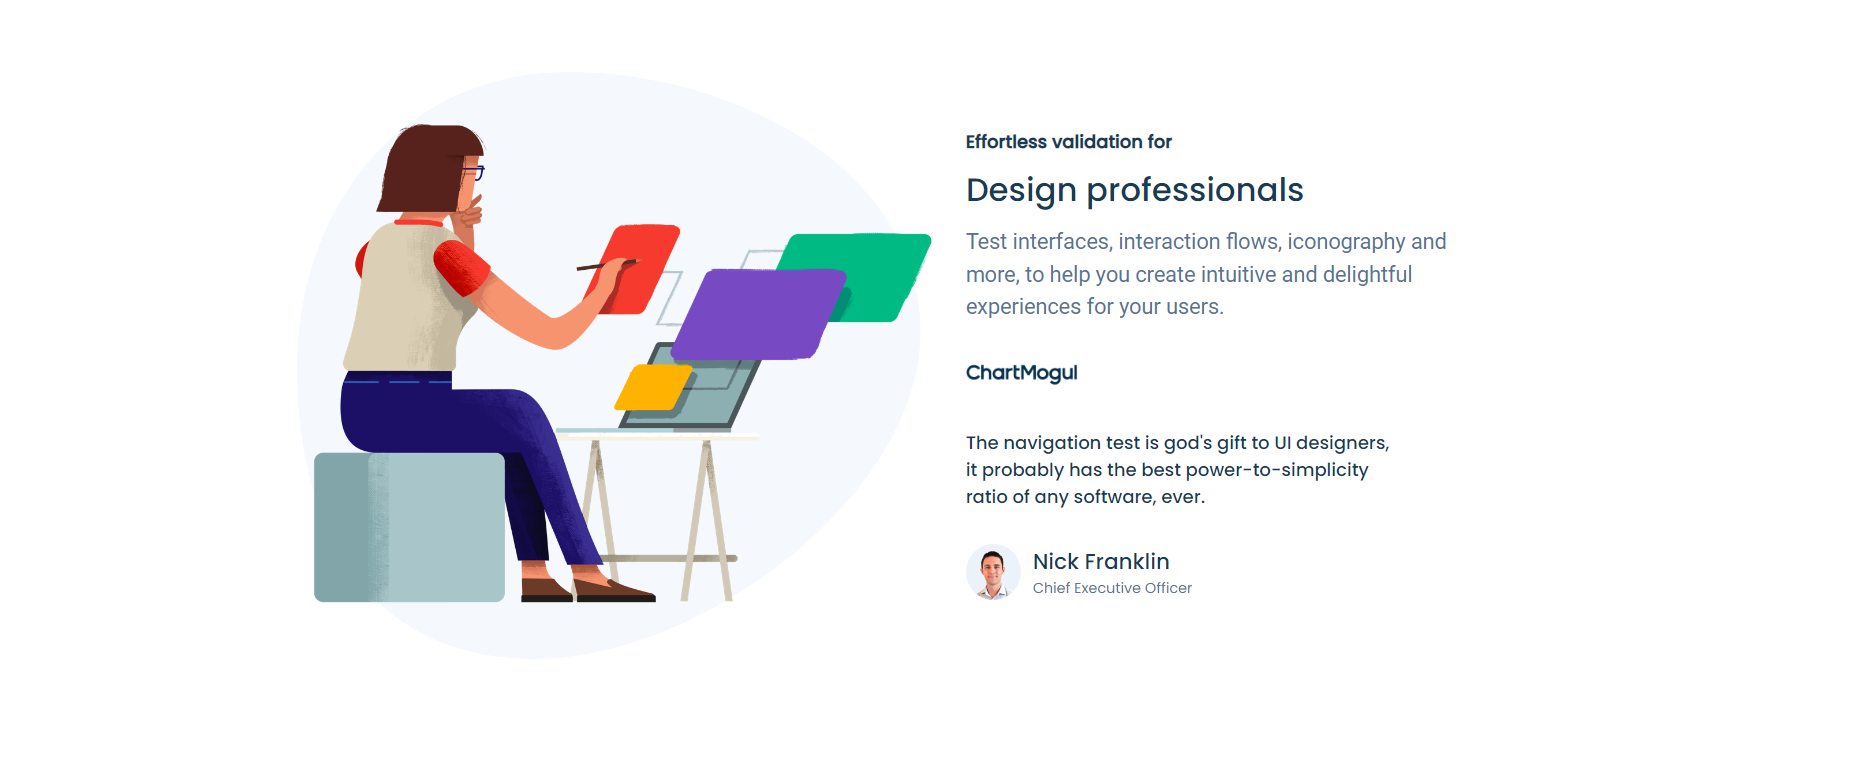 Effortless validation for
Design professionals
Test interfaces, interaction flows, iconography and
more, to help you create intuitive and delightful
experiences for your users.
ChartMogul
The navigation test is god's gift to UI designers,
it probably has the best power-to-simplicity
ratio of any software, ever.
Nick Franklin
Chief Executive Officer